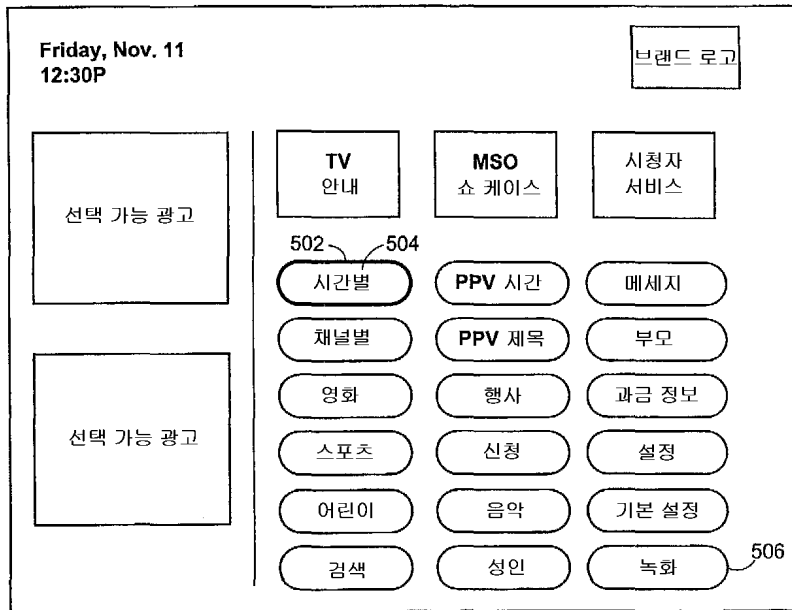 Friday, Nov. 11
12:30P
브랜드 로고
선택 가능 광고
선택 가능 광고
TV
안내
MSO
쇼 케이스
시청자
서비스
502
504
시간별
PPV 시간
메세지
채널별
PPV 제목
부모
영화
행사
과금 정보
스포츠
신청
설정
어린이
음악
기본 설정
검색
성인
녹화
506